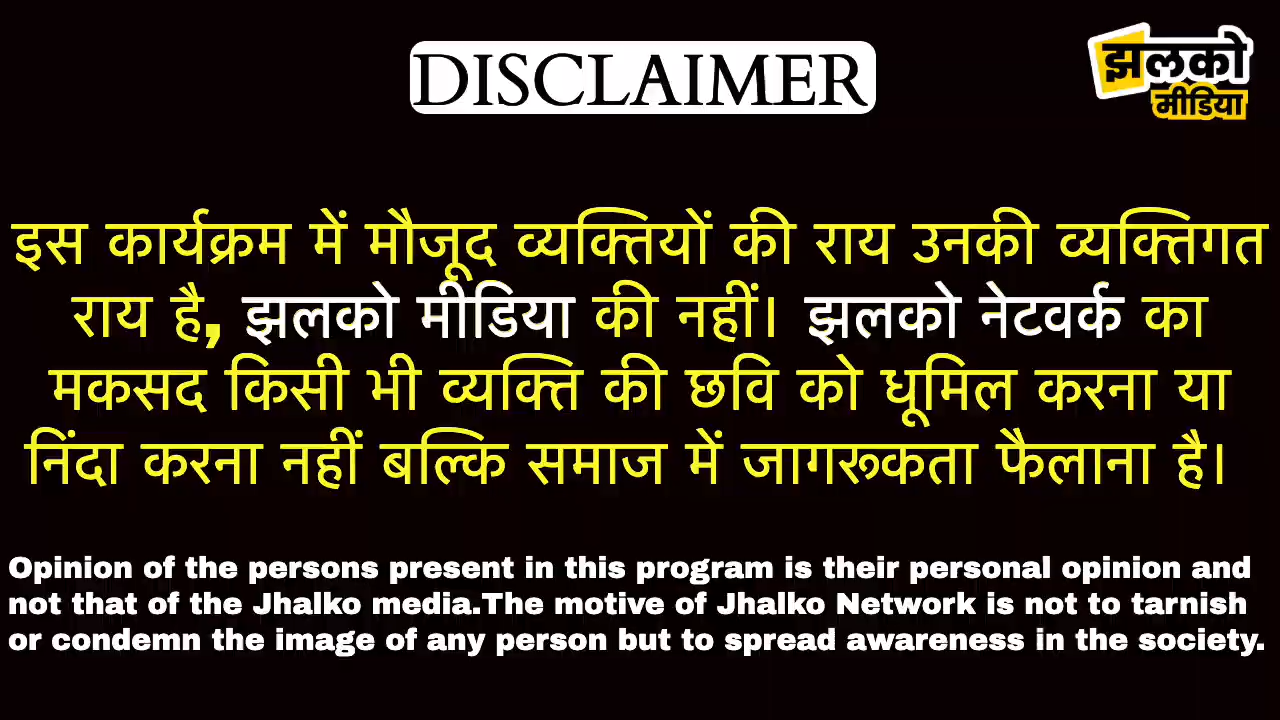 DISCLAIMER
झलको
मीडिया
इस कार्यक्रम में मौजूद व्यक्तियों की राय उनकी व्यक्तिगत
राय है, झलको मीडिया की नहीं। झलको नेटवर्क का
मकसद किसी भी व्यक्ति की छवि को धूमिल करना या
निंदा करना नहीं बल्कि समाज में जागरूकता फैलाना है।
Opinion of the persons present in this program is their personal opinion and
not that of the Jhalko media.The motive of Jhalko Network is not to tarnish
or condemn the image of any person but to spread awareness in the society.